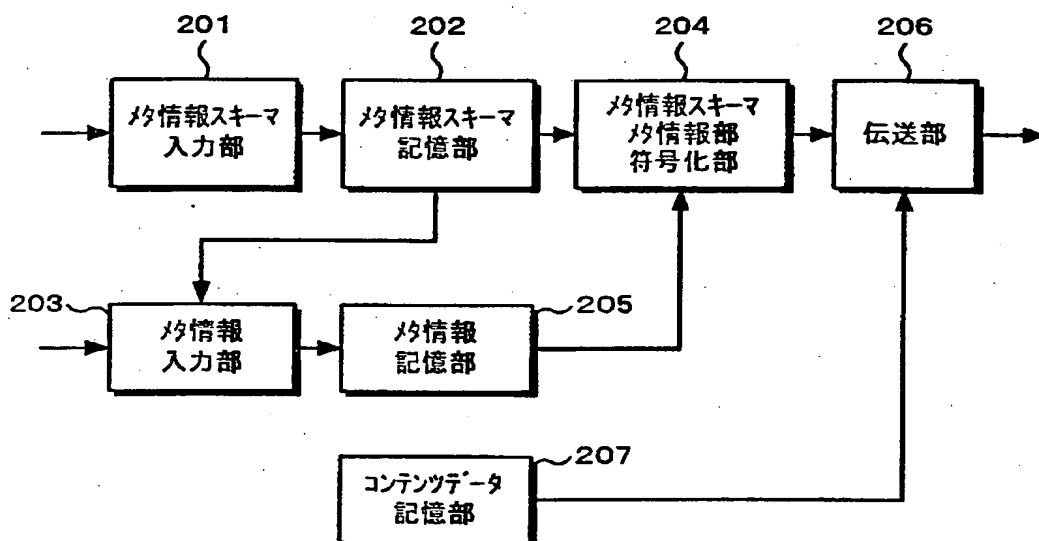 201
202
204
206
メタ情報スキーマ
入力部
メタ情報スキーマ
記憶部
メタ情報スキーマ
メタ情報部
符号化部
伝送部
203
メタ情報
入力部
205
メタ情報
記憶部
207
コンテンツデータ
記憶部